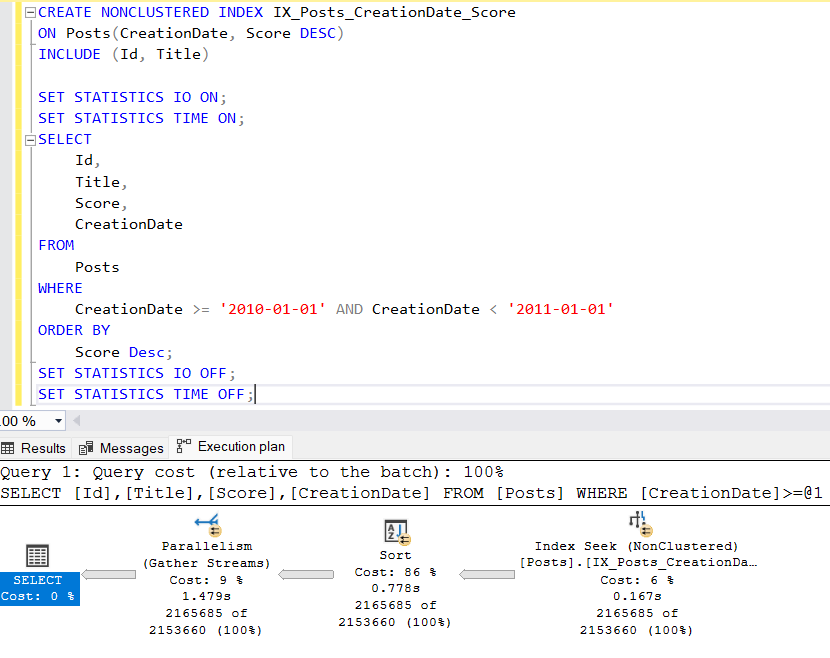 CREATE NONCLUSTERED INDEX IX_Posts_CreationDate_Score
ON Posts(CreationDate, Score DESC)
INCLUDE (Id, Title)
SET STATISTICS IO ON;
SET STATISTICS TIME ON;
SELECT
Id,
Title,
Score,
CreationDate
FROM
Posts
WHERE
CreationDate >= '2010-01-01' AND CreationDate < '2011-01-01'
ORDER BY
Score Desc;
SET STATISTICS IO OFF;
SET STATISTICS TIME OFF;
00 %
Results Messages Execution plan
Query 1: Query cost (relative to the batch): 100%
SELECT [Id],[Title],[Score],[CreationDate] FROM [Posts] WHERE [CreationDate]>=@1
SELECT
Cost: 0 %
Parallelism
(Gather Streams)
Cost: 9 %
1.479s
2165685 of
2153660 (100%)
Sort
Cost: 86 %
0.778s
2165685 of
2153660 (100%)
Index Seek (NonClustered)
[Posts].[IX_Posts_CreationDa…
Cost: 6 %
0.167s
2165685 of
2153660 (100%)